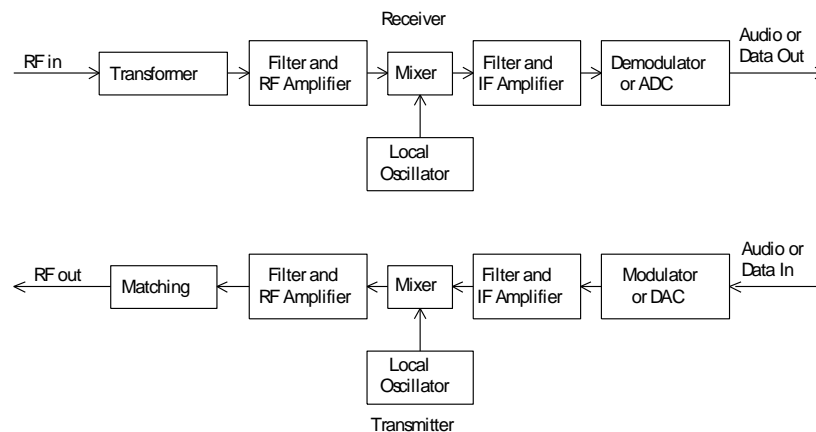 Receiver
RF in
Transformer
Filter and
RF Amplifier
Mixer
Filter and
IF Amplifier
Demodulator
or ADC
Audio or
Data Out
Local
Oscillator
RF out
Matching
Filter and
RF Amplifier
Mixer
Filter and
IF Amplifier
Modulator
or DAC
Audio or
Data In
Local
Oscillator
Transmitter